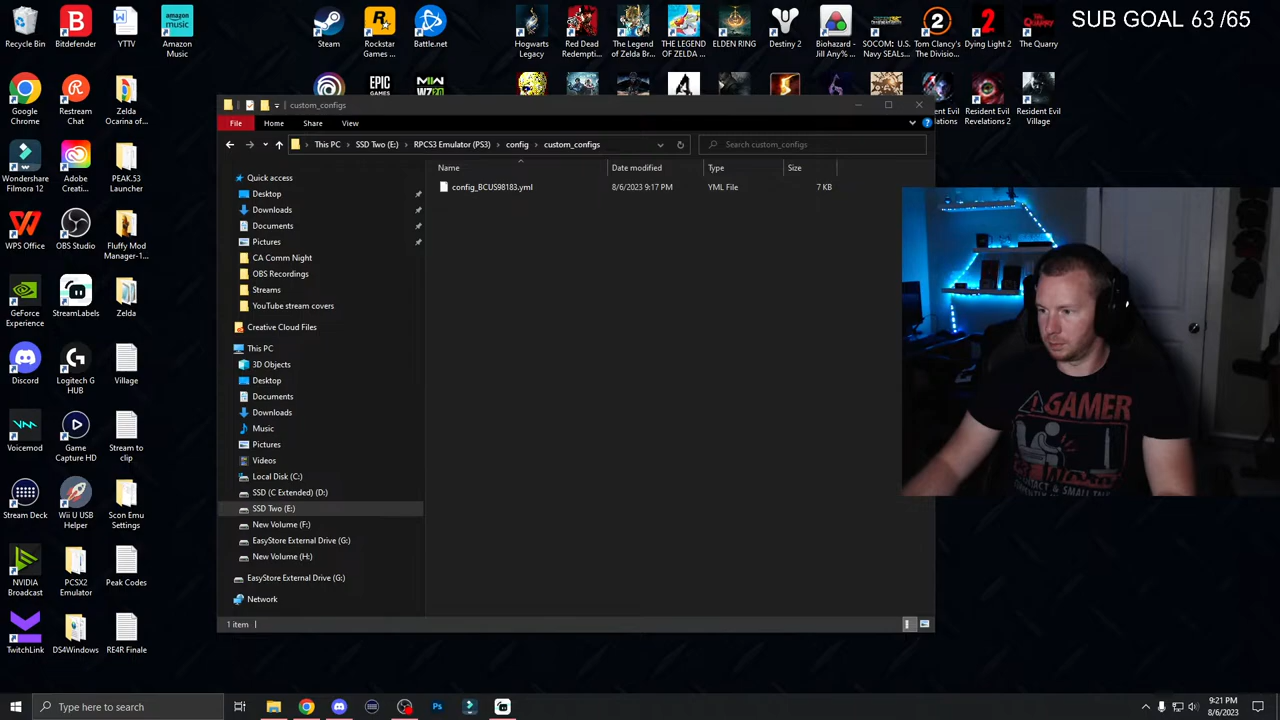 SUB GOAL 63 /65
Recycle Bin
Bitdefender
YTTV
Amazon Music
Steam
Rockstar Games ...
Battle.net
Hogwarts Legacy
Red Dead Redempti...
The Legend of Zelda Br...
THE LEGEND OF ZELDA ...
ELDEN RING
Destiny 2
Biohazard - Jill Any% ...
SOCOM: U.S. Navy SEALs...
Tom Clancy's The Division...
Dying Light 2
The Quarry
Google Chrome
Restream Chat
Zelda Ocarina of...
EPIC GAMES
MW WZ2.0
Resident Evil Revelations 2
Resident Evil Village
Wondershare Filmora 12
Adobe Creati...
PEAK.53 Launcher
WPS Office
OBS Studio
Fluffy Mod Manager-1...
GeForce Experience
StreamLabels
Zelda
Discord
Logitech G HUB
Village
Voicemod
Game Capture HD
Stream to clip
Stream Deck
Wii U USB Helper
Scon Emu Settings
NVIDIA Broadcast
PCSX2 Emulator
Peak Codes
TwitchLink
DS4Windows
RE4R Finale
custom_configs
File Home Share View
This PC > SSD Two (E:) > RPCS3 Emulator (PS3) > config > custom_configs
Search custom_configs
Name Date modified Type Size
config_BCUS98183.yml 8/6/2023 9:17 PM YML File 7 KB
Quick access
Desktop
Downloads
Documents
Pictures
CA Comm Night
OBS Recordings
Streams
YouTube stream covers
Creative Cloud Files
This PC
3D Objects
Desktop
Documents
Downloads
Music
Pictures
Videos
Local Disk (C:)
SSD (C Extended) (D:)
SSD Two (E:)
New Volume (F:)
EasyStore External Drive (G:)
New Volume (H:)
EasyStore External Drive (G:)
Network
1 item
GAMER
Type here to search
Ps
9:21 PM
8/6/2023